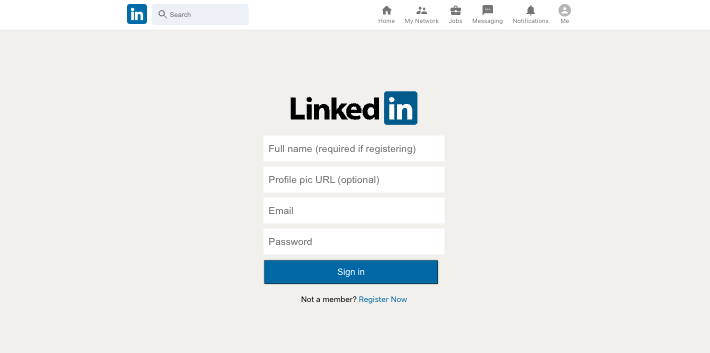 in Search
Home My Network Jobs Messaging Notifications Me
Linked in
Full name (required if registering)
Profile pic URL (optional)
Email
Password
Sign in
Not a member? Register Now